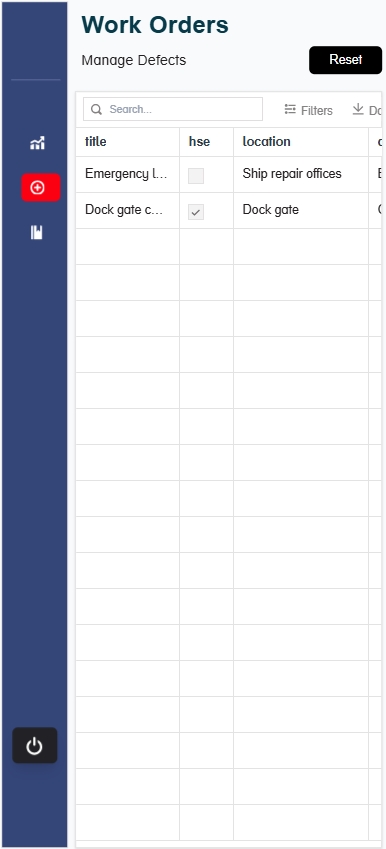 Work Orders
Manage Defects
Reset
Search...
Filters
Do
title hse location
Emergency l... Ship repair offices
Dock gate c... Dock gate